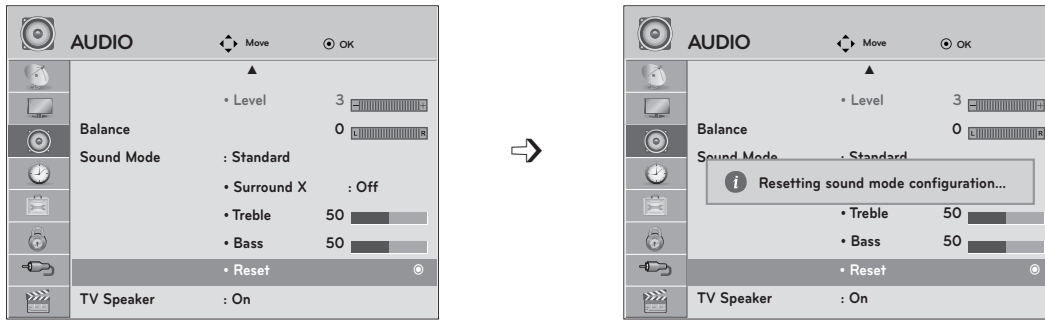 AUDIO Move OK
• Level 3 - +
Balance 0 L R
Sound Mode : Standard
• Surround X : Off
• Treble 50
• Bass 50
• Reset
TV Speaker : On
AUDIO Move OK
• Level 3 - +
Balance 0 L R
Sound Mode : Standard
i Resetting sound mode configuration...
• Treble 50
• Bass 50
• Reset
TV Speaker : On